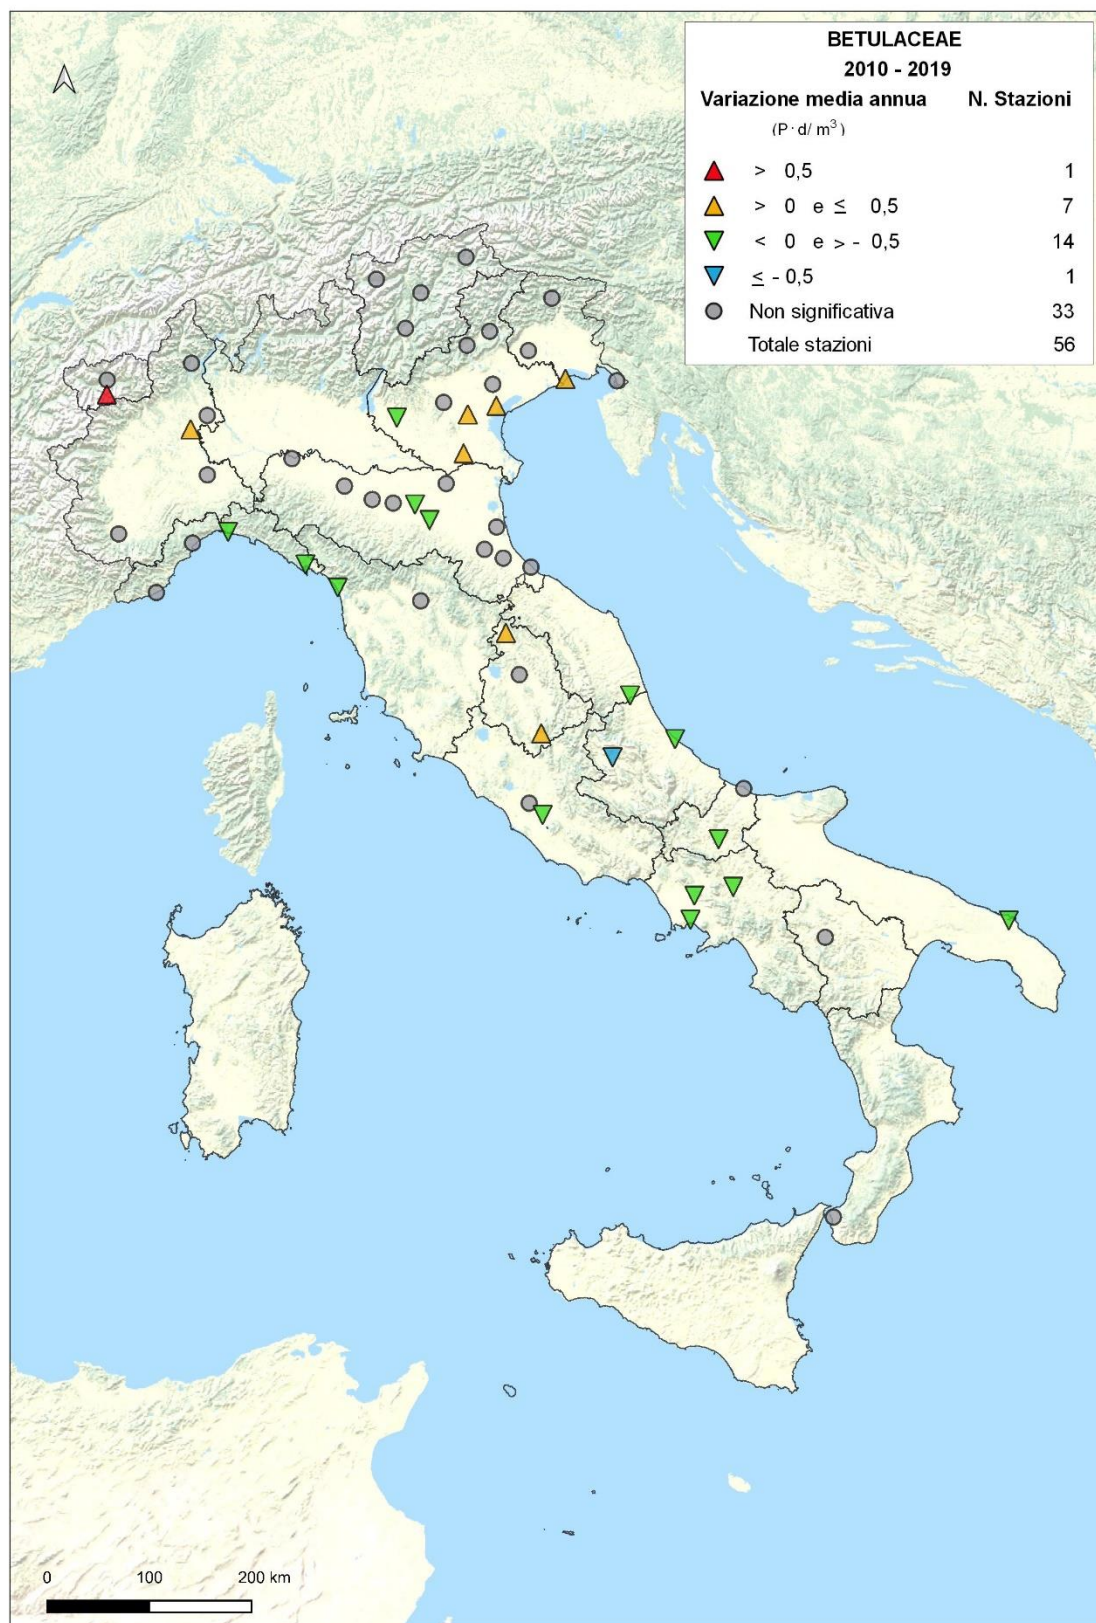 BETULACEAE
2010 - 2019
Variazione media annua N. Stazioni
(P · d/ m³)
> 0,5 1
> 0 e ≤ 0,5 7
< 0 e > - 0,5 14
≤ - 0,5 1
Non significativa 33
Totale stazioni 56
0 100 200 km